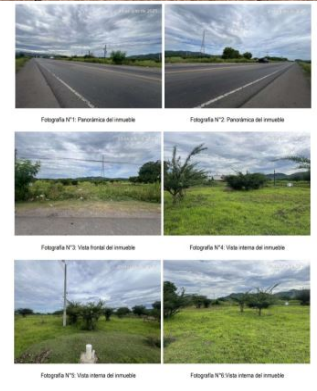 Fotografía N°1: Panorámica del inmueble
Fotografía N°2: Panorámica del inmueble
Fotografía N°3: Vista frontal del inmueble
Fotografía N°4: Vista interna del inmueble
Fotografía N°5: Vista interna del inmueble
Fotografía N°6:Vista interna del inmueble